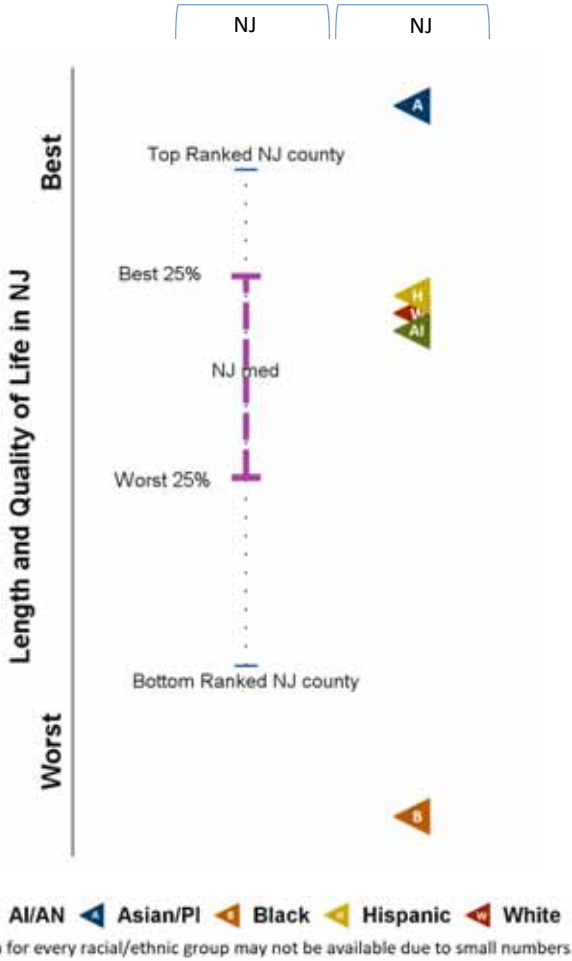 NJ NJ
A
Best
Top Ranked NJ county
Best 25%
H
W
AI
Length and Quality of Life in NJ
NJ med
Worst 25%
Bottom Ranked NJ county
Worst
B
AI/AN A Asian/PI B Black H Hispanic W White
for every racial/ethnic group may not be available due to small numbers